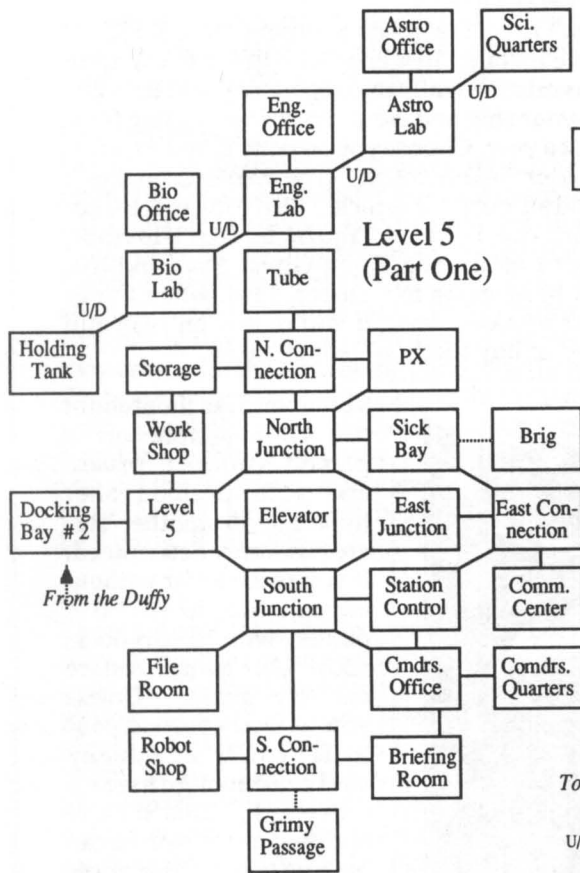 Astro
Office
Sci.
Quarters
U/D
Eng.
Office
Astro
Lab
U/D
Bio
Office
Eng.
Lab
U/D
Level 5
(Part One)
Bio
Lab
Tube
U/D
Holding
Tank
Storage
N. Con-
nection
PX
Work
Shop
North
Junction
Sick
Bay
Brig
Docking
Bay # 2
Level
5
Elevator
East
Junction
East Con-
nection
From the Duffy
South
Junction
Station
Control
Comm.
Center
File
Room
Cmdrs.
Office
Comdrs.
Quarters
Robot
Shop
S. Con-
nection
Briefing
Room
To
Grimy
Passage
U/